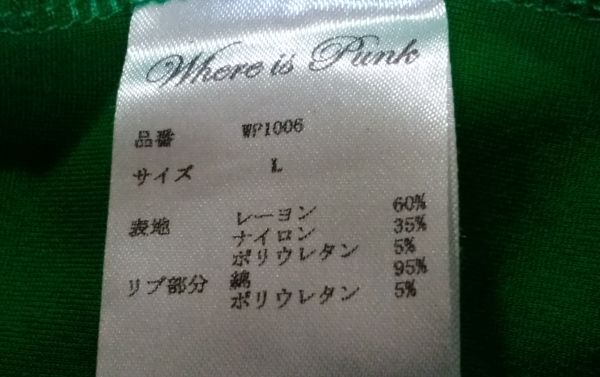 Where is Punk
品番 WP1006
サイズ L
表地 レーヨン 60%
ナイロン 35%
ポリウレタン 5%
リブ部分 綿 95%
ポリウレタン 5%